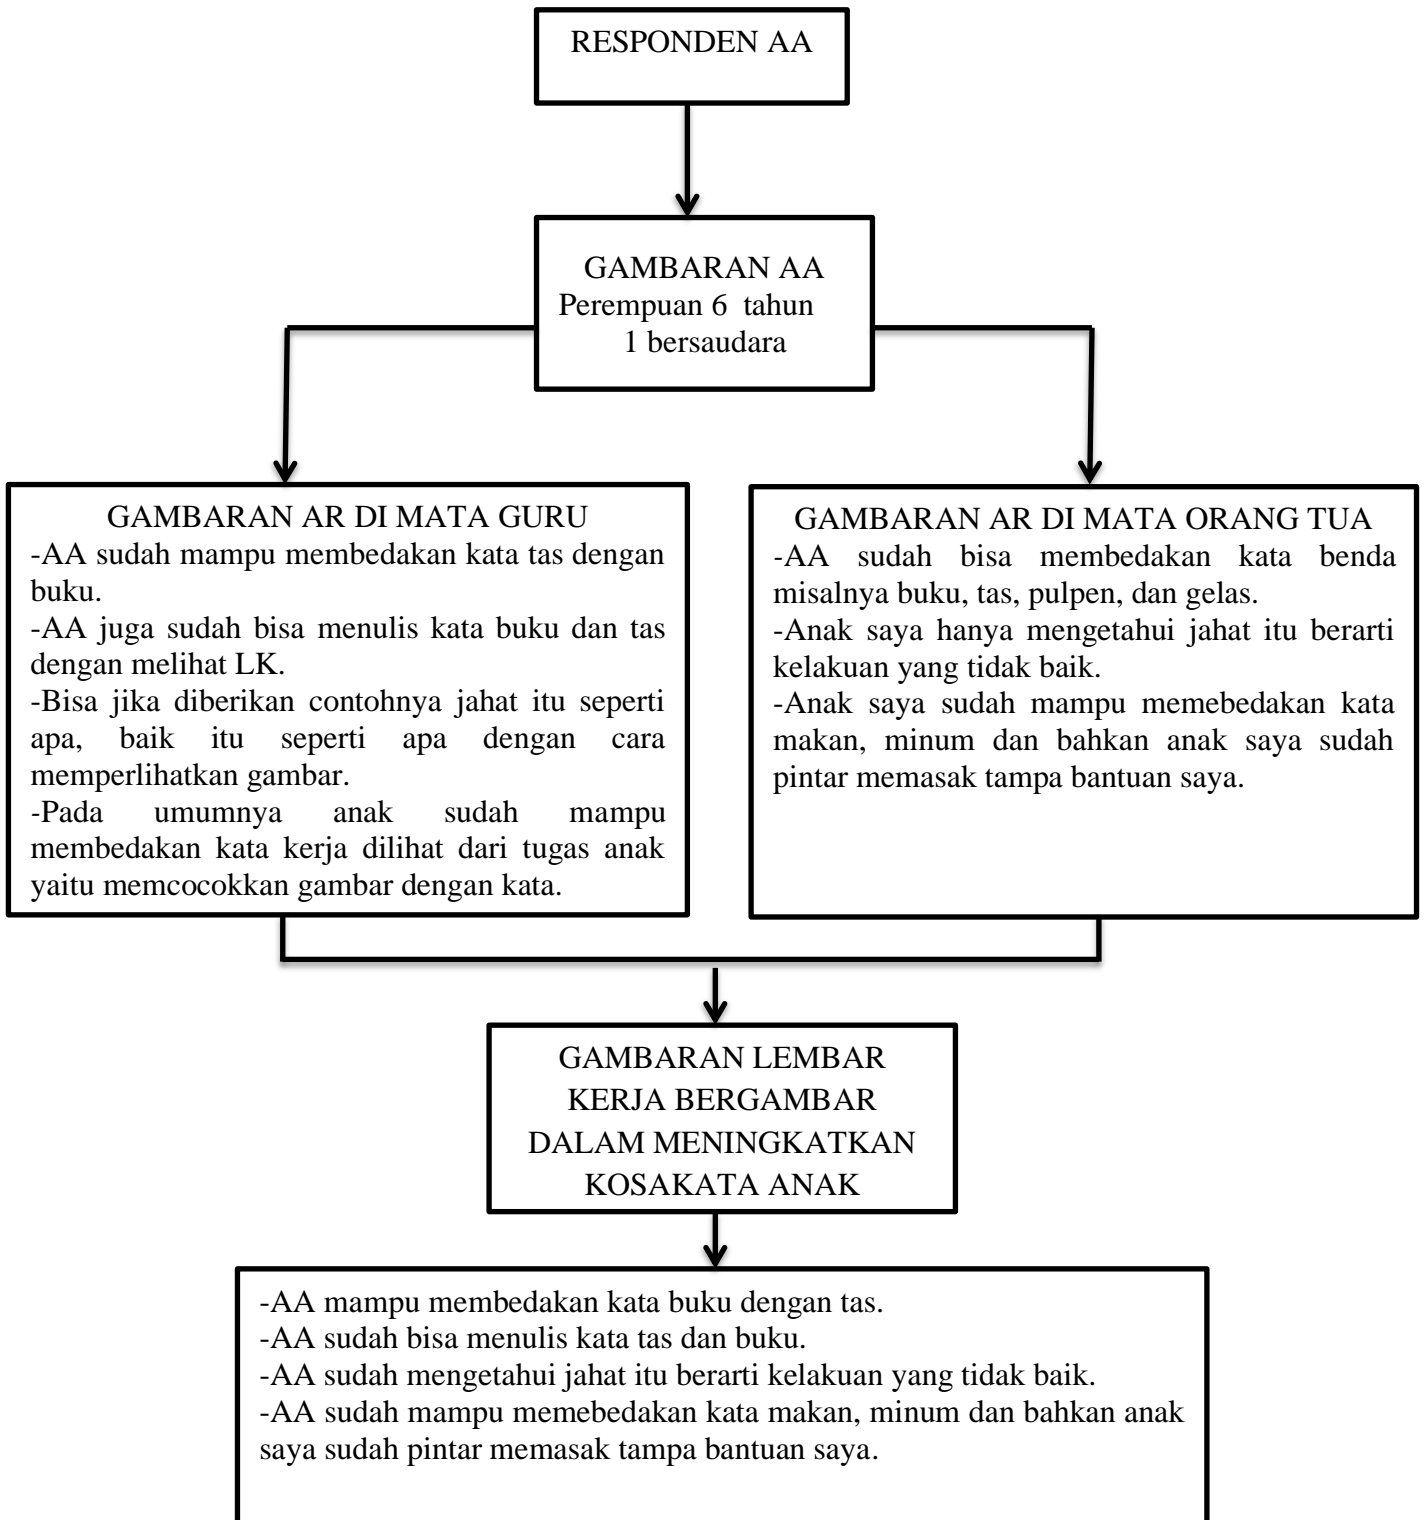 RESPONDEN AA
GAMBARAN AA
Perempuan 6 tahun
1 bersaudara
GAMBARAN AR DI MATA GURU
-AA sudah mampu membedakan kata tas dengan
buku.
-AA juga sudah bisa menulis kata buku dan tas
dengan melihat LK.
-Bisa jika diberikan contohnya jahat itu seperti
apa, baik itu seperti apa dengan cara
memperlihatkan gambar.
-Pada umumnya anak sudah mampu
membedakan kata kerja dilihat dari tugas anak
yaitu memcocokkan gambar dengan kata.
GAMBARAN AR DI MATA ORANG TUA
-AA sudah bisa membedakan kata benda
misalnya buku, tas, pulpen, dan gelas.
-Anak saya hanya mengetahui jahat itu berarti
kelakuan yang tidak baik.
-Anak saya sudah mampu memebedakan kata
makan, minum dan bahkan anak saya sudah
pintar memasak tampa bantuan saya.
GAMBARAN LEMBAR
KERJA BERGAMBAR
DALAM MENINGKATKAN
KOSAKATA ANAK
-AA mampu membedakan kata buku dengan tas.
-AA sudah bisa menulis kata tas dan buku.
-AA sudah mengetahui jahat itu berarti kelakuan yang tidak baik.
-AA sudah mampu memebedakan kata makan, minum dan bahkan anak
saya sudah pintar memasak tampa bantuan saya.